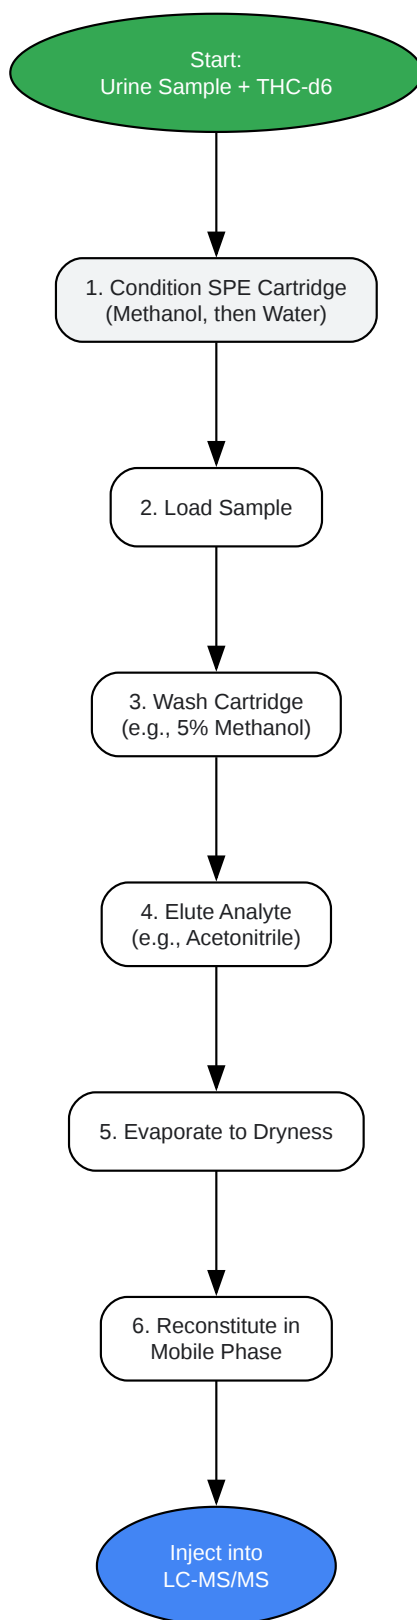 Start:
Urine Sample + THC-d6
1. Condition SPE Cartridge
(Methanol, then Water)
2. Load Sample
3. Wash Cartridge
(e.g., 5% Methanol)
4. Elute Analyte
(e.g., Acetonitrile)
5. Evaporate to Dryness
6. Reconstitute in
Mobile Phase
Inject into
LC-MS/MS